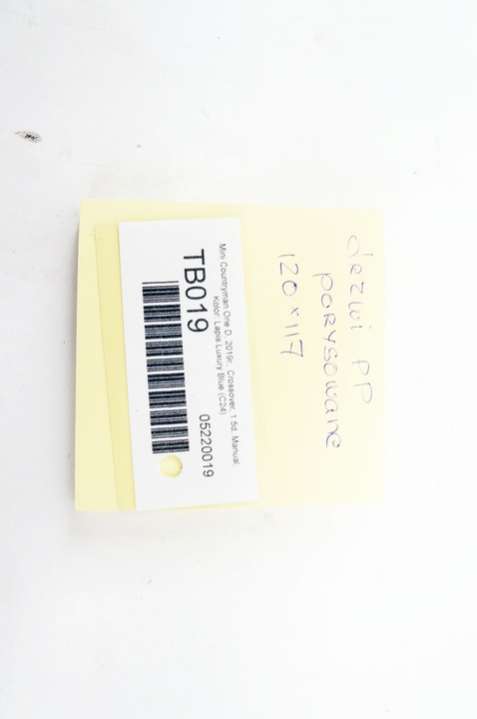 drzwi PP
porysowane
120 x 117
Mini Countryman One D, 2019r., Crossover, 1.5d, Manual
Kolor: Lapis Luxury Blue (C24)
TB019
05220019